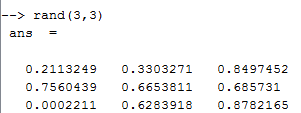 --> rand(3,3)
ans =
0.2113249 0.3303271 0.8497452
0.7560439 0.6653811 0.685731
0.0002211 0.6283918 0.8782165